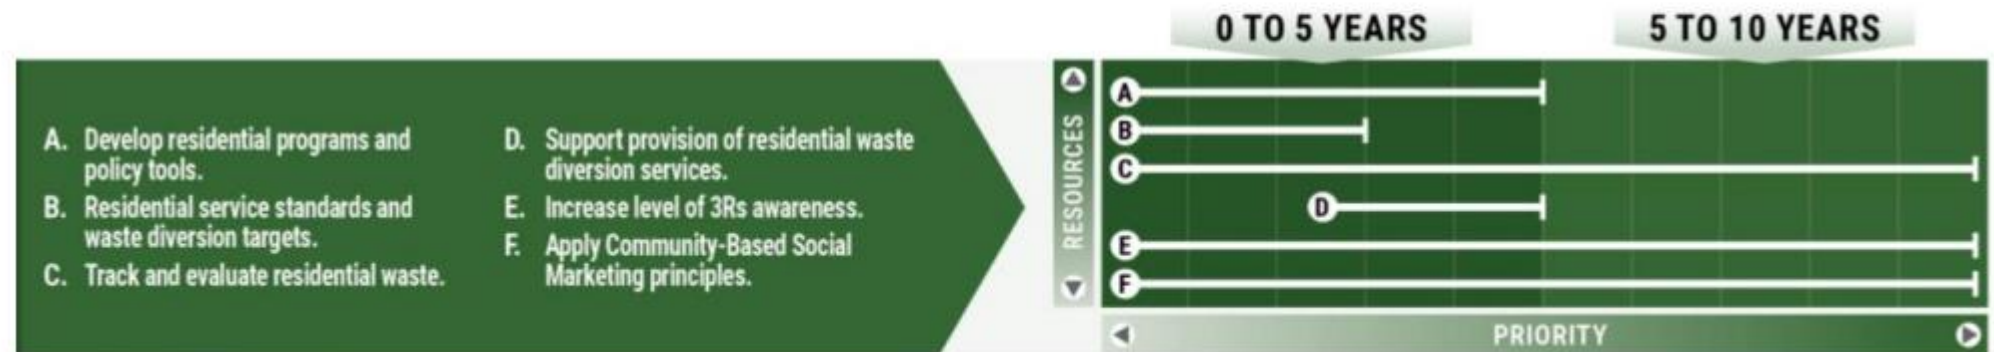 0 TO 5 YEARS
5 TO 10 YEARS
A. Develop residential programs and
policy tools.
B. Residential service standards and
waste diversion targets.
C. Track and evaluate residential waste.
D. Support provision of residential waste
diversion services.
E. Increase level of 3Rs awareness.
F. Apply Community-Based Social
Marketing principles.
RESOURCES
A
B
C
D
E
F
PRIORITY